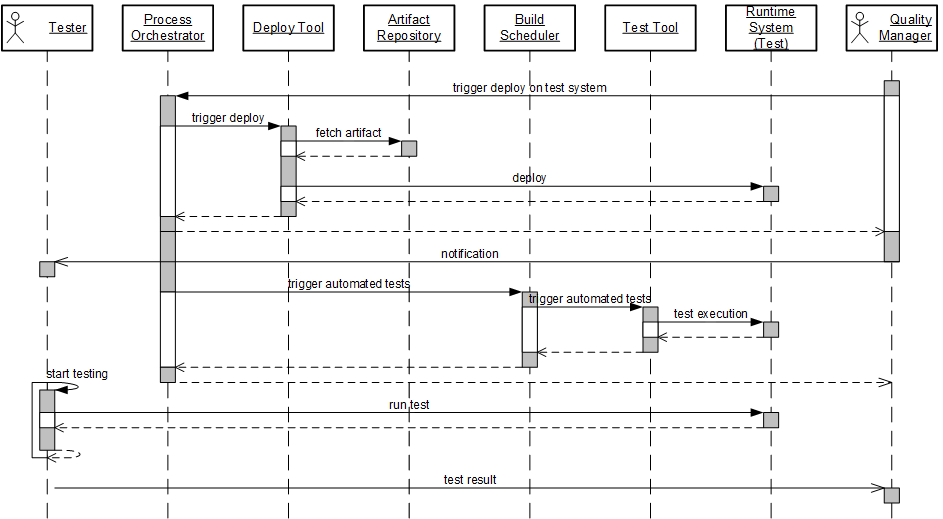 Tester
Process
Orchestrator
Deploy Tool
Artifact
Repository
Build
Scheduler
Test Tool
Runtime
System
(Test)
Quality
Manager
trigger deploy on test system
trigger deploy
fetch artifact
deploy
notification
trigger automated tests
trigger automated tests
test execution
start testing
run test
test result